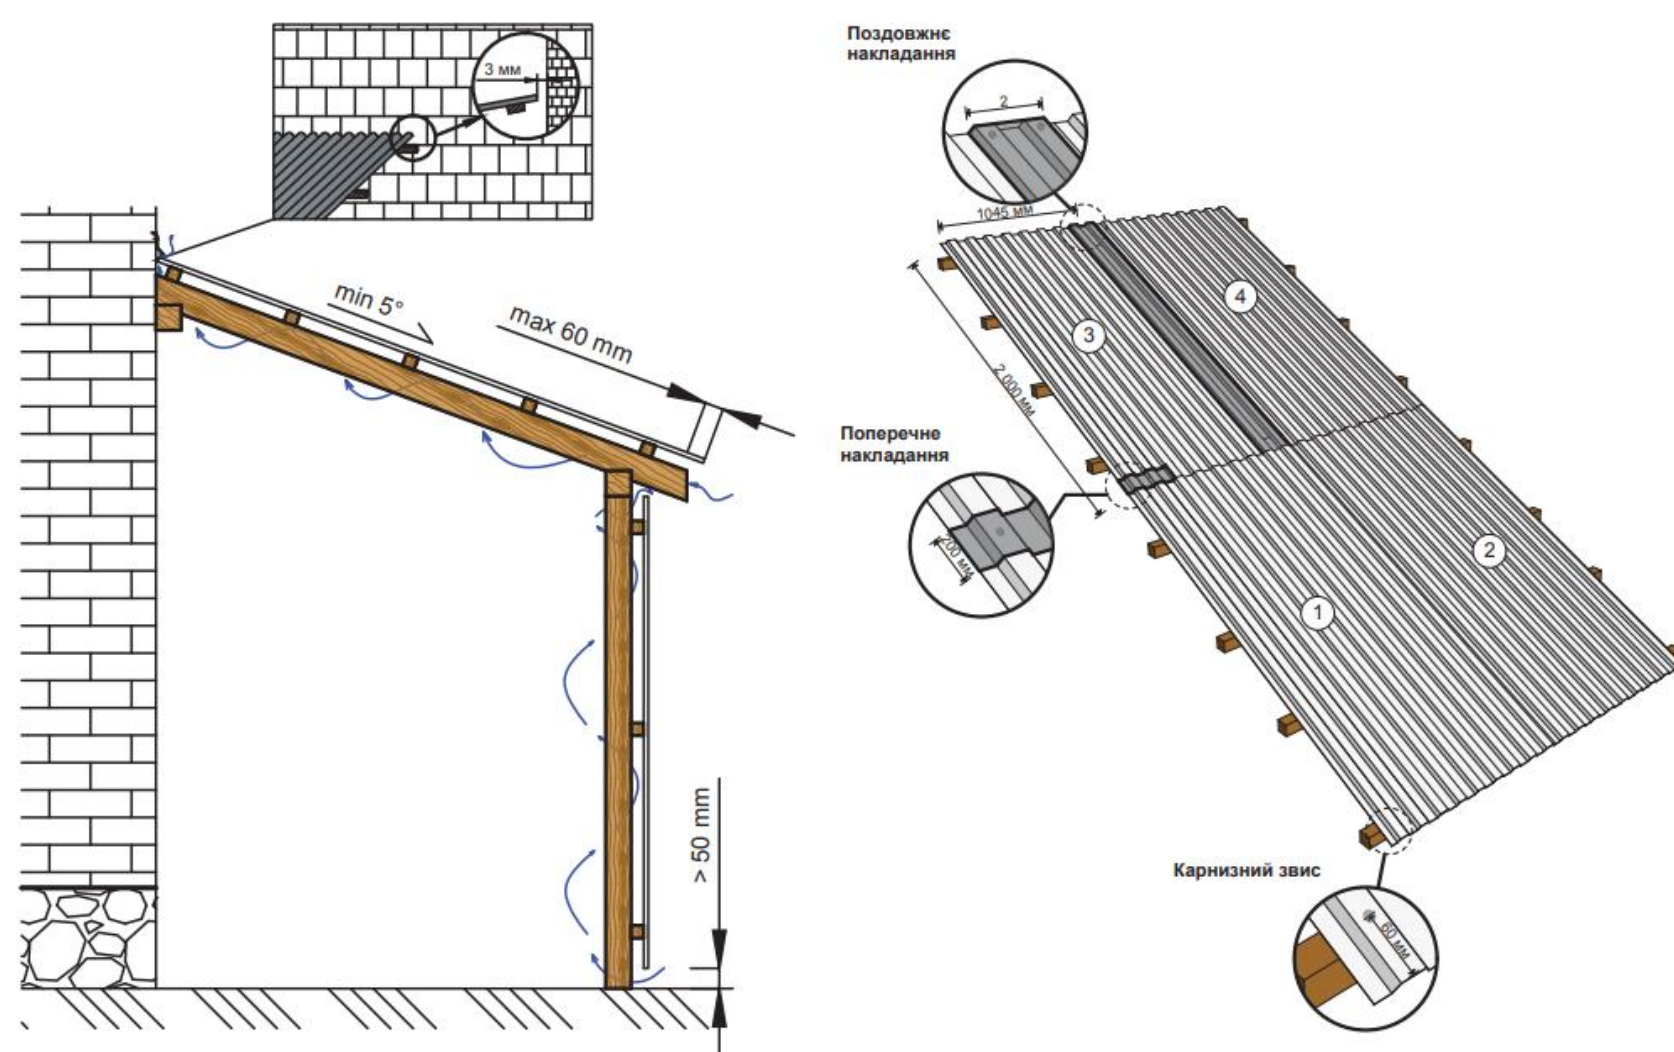 3 мм
min 5°
max 60 mm
> 50 mm
Поздовжнє
накладання
2
1045 мм
3
4
2 000 мм
Поперечне
накладання
200 мм
1
2
Карнизний звис
60 мм